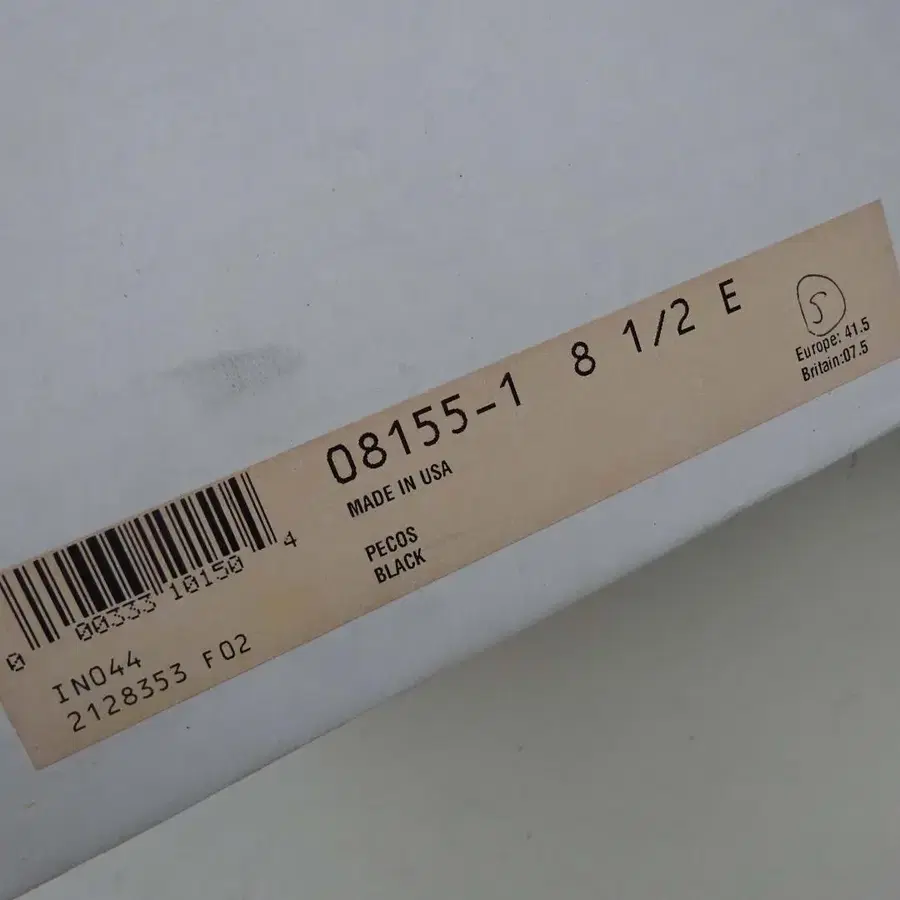 08155-1 8 1/2 E
MADE IN USA
PECOS
BLACK
S
Europe: 41.5
Britain:07.5
0 00333 10150 4
IN044
2128353 F02